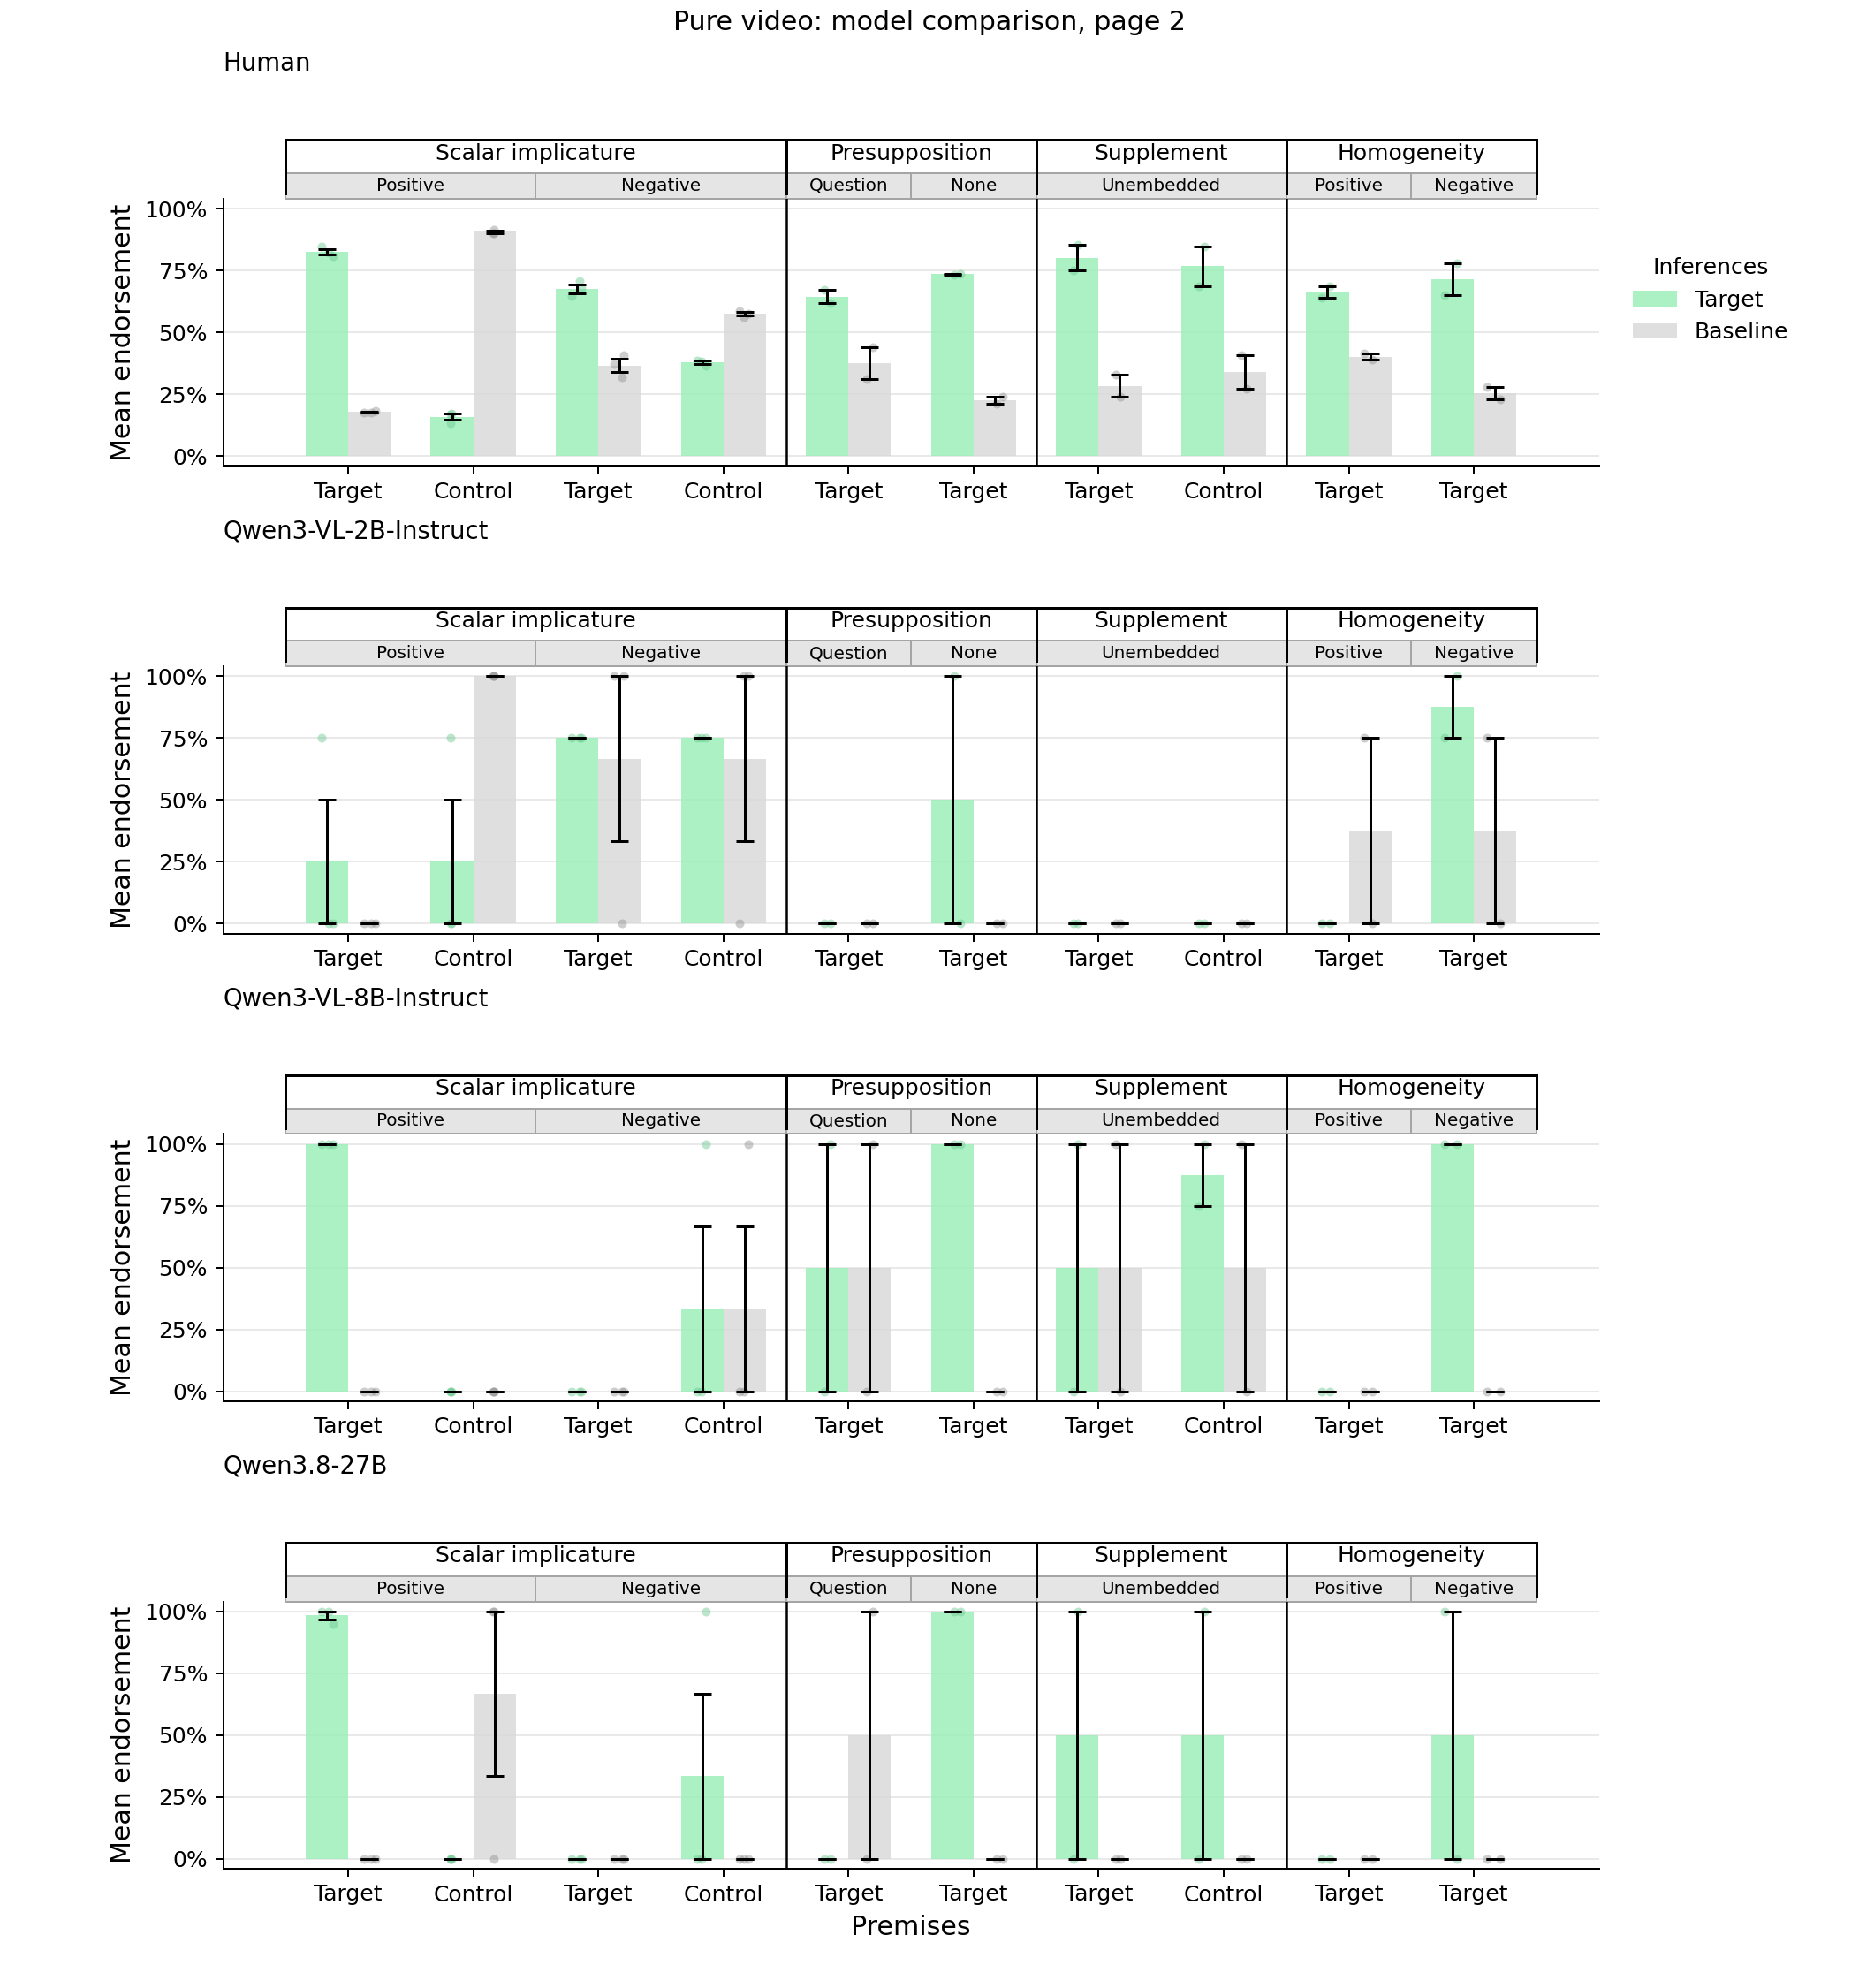 Pure video: model comparison, page 2
Human
Scalar implicature Presupposition Supplement Homogeneity
Positive Negative Question None Unembedded Positive Negative
Mean endorsement
100%
75%
50%
25%
0%
Target Control Target Control Target Target Target Control Target Target
Inferences
Target
Baseline
Qwen3-VL-2B-Instruct
Scalar implicature Presupposition Supplement Homogeneity
Positive Negative Question None Unembedded Positive Negative
Mean endorsement
100%
75%
50%
25%
0%
Target Control Target Control Target Target Target Control Target Target
Qwen3-VL-8B-Instruct
Scalar implicature Presupposition Supplement Homogeneity
Positive Negative Question None Unembedded Positive Negative
Mean endorsement
100%
75%
50%
25%
0%
Target Control Target Control Target Target Target Control Target Target
Qwen3.8-27B
Scalar implicature Presupposition Supplement Homogeneity
Positive Negative Question None Unembedded Positive Negative
Mean endorsement
100%
75%
50%
25%
0%
Target Control Target Control Target Target Target Control Target Target
Premises